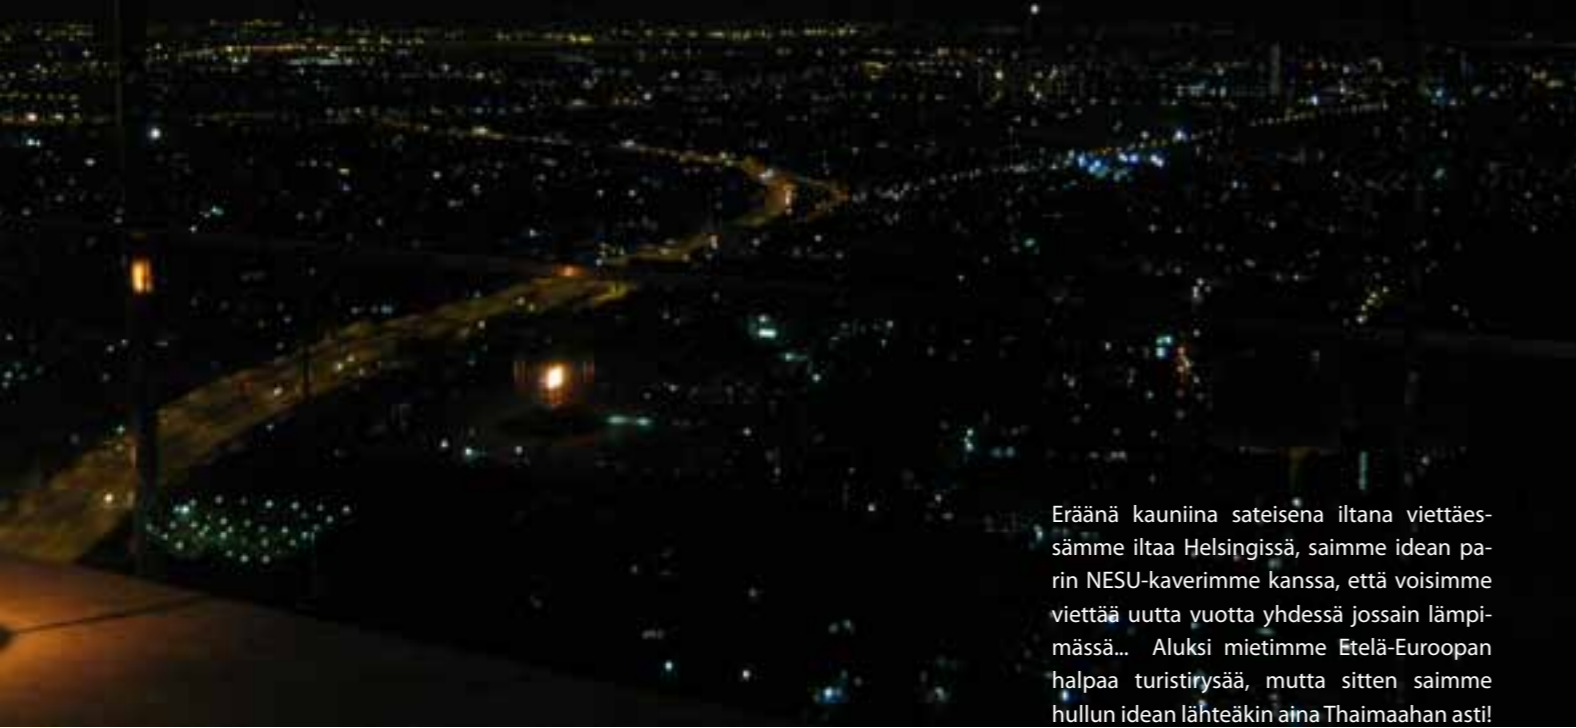 Eräänä kauniina sateisena iltana viettäes-
sämme iltaa Helsingissä, saimme idean pa-
rin NESU-kaverimme kanssa, että voisimme
viettää uutta vuotta yhdessä jossain lämpi-
mässä... Aluksi mietimme Etelä-Euroopan
halpaa turistirysää, mutta sitten saimme
hullun idean lähteäkin aina Thaimaahan asti!